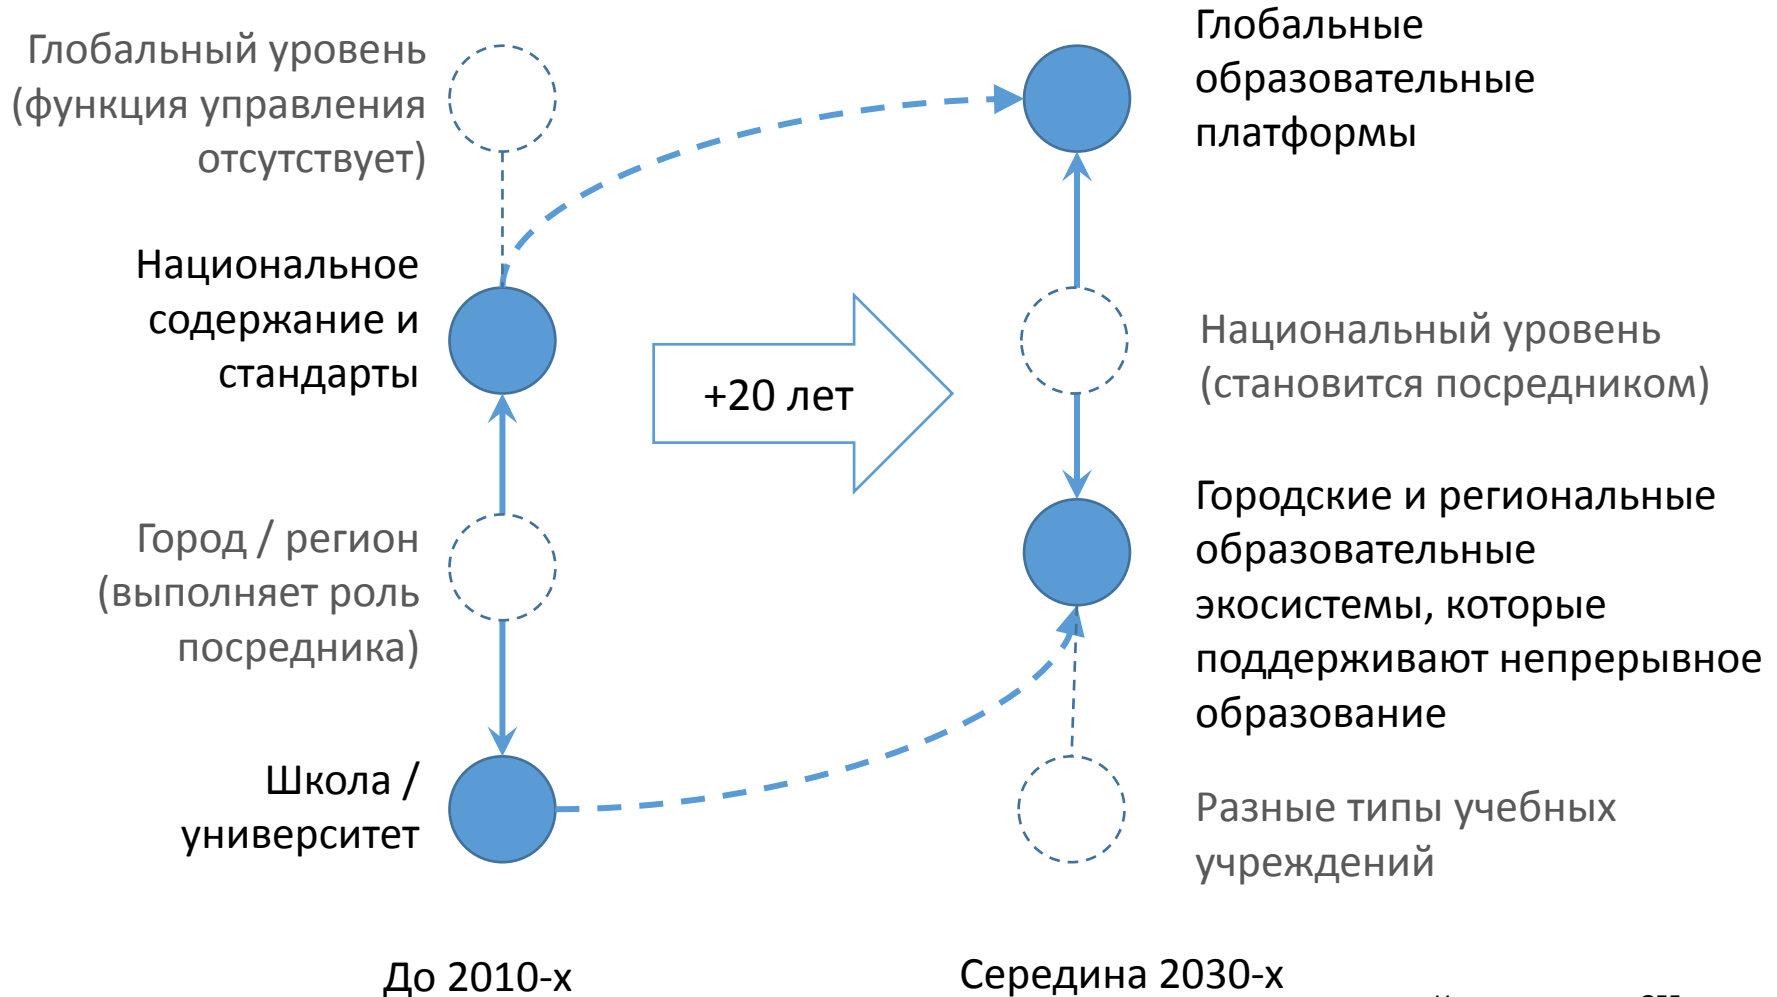 Глобальный уровень
(функция управления
отсутствует)
Национальное
содержание и
стандарты
Город / регион
(выполняет роль
посредника)
Школа /
университет
До 2010-х
+20 лет
Глобальные
образовательные
платформы
Национальный уровень
(становится посредником)
Городские и региональные
образовательные
экосистемы, которые
поддерживают непрерывное
образование
Разные типы учебных
учреждений
Середина 2030-х